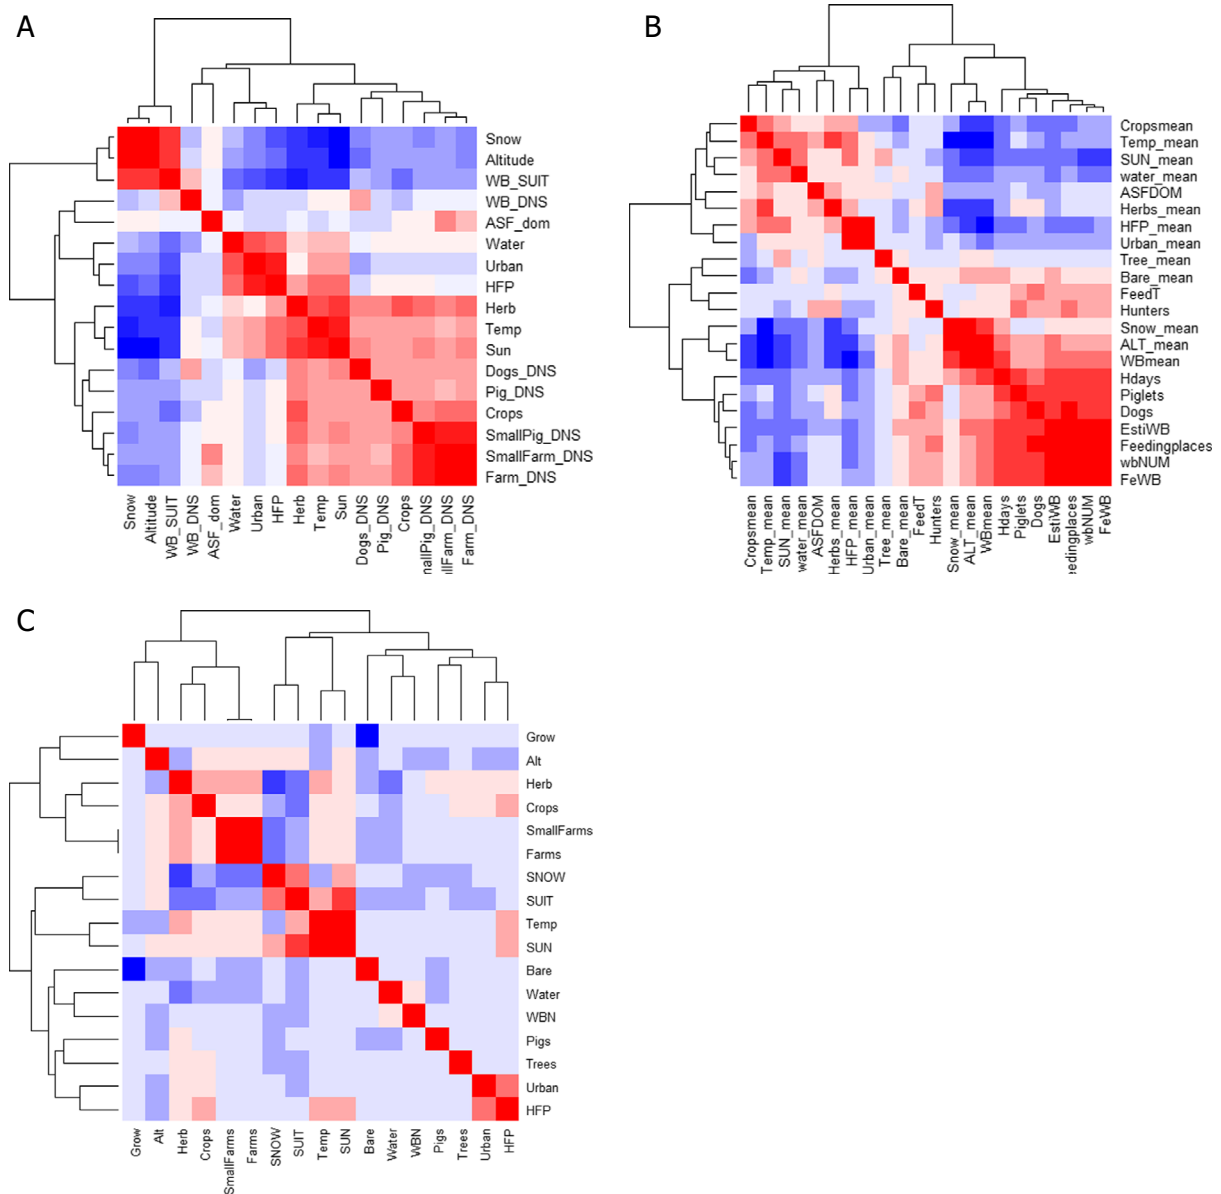 A
Snow
Altitude
WB_SUIT
WB_DNS
ASF_dom
Water
Urban
HFP
Herb
Temp
Sun
Dogs_DNS
Pig_DNS
Crops
SmallPig_DNS
SmallFarm_DNS
Farm_DNS
Snow
Altitude
WB_SUIT
WB_DNS
ASF_dom
Water
Urban
HFP
Herb
Temp
Sun
Dogs_DNS
Pig_DNS
Crops
nallPig_DNS
llFarm_DNS
Farm_DNS
B
Cropsmean
Temp_mean
SUN_mean
water_mean
ASFDOM
Herbs_mean
HFP_mean
Urban_mean
Tree_mean
Bare_mean
FeedT
Hunters
Snow_mean
ALT_mean
WBmean
Hdays
Piglets
Dogs
EstiWB
Feedingplaces
wbNUM
FeWB
Cropsmean
Temp_mean
SUN_mean
water_mean
ASFDOM
Herbs_mean
HFP_mean
Urban_mean
Tree_mean
Bare_mean
FeedT
Hunters
Snow_mean
ALT_mean
WBmean
Hdays
Piglets
Dogs
EstiWB
eedingplaces
wbNUM
FeWB
C
Grow
Alt
Herb
Crops
SmallFarms
Farms
SNOW
SUIT
Temp
SUN
Bare
Water
WBN
Pigs
Trees
Urban
HFP
Grow
Alt
Herb
Crops
SmallFarms
Farms
SNOW
SUIT
Temp
SUN
Bare
Water
WBN
Pigs
Trees
Urban
HFP